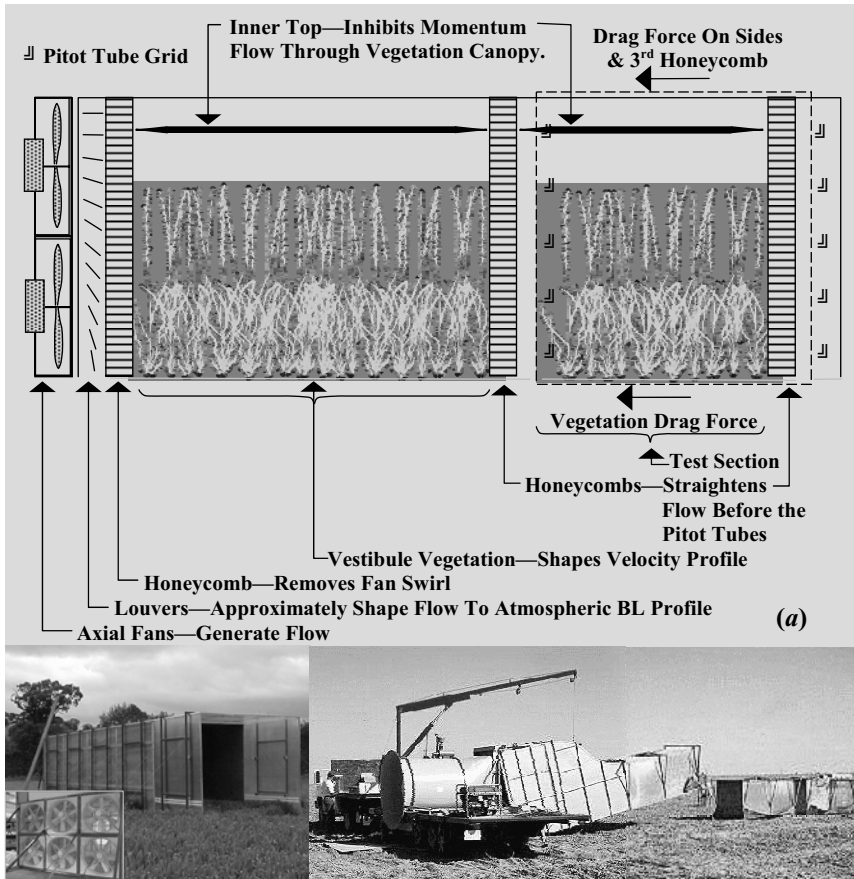 Inner Top—Inhibits Momentum
Flow Through Vegetation Canopy.
Drag Force On Sides
& 3rd Honeycomb
╝ Pitot Tube Grid
Vegetation Drag Force
Test Section
Honeycombs—Straightens
Flow Before the
Pitot Tubes
Vestibule Vegetation—Shapes Velocity Profile
Honeycomb—Removes Fan Swirl
Louvers—Approximately Shape Flow To Atmospheric BL Profile
Axial Fans—Generate Flow
(a)